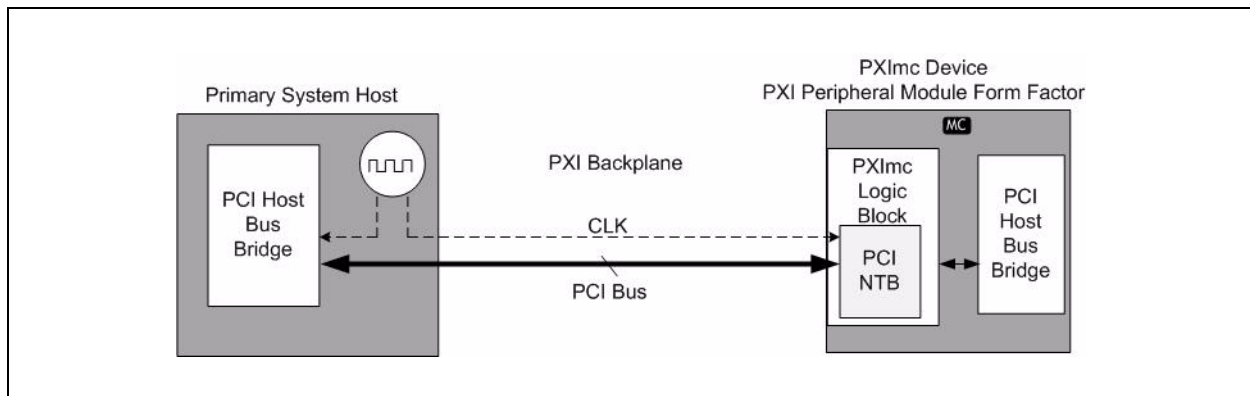 PXImc Device
PXI Peripheral Module Form Factor
Primary System Host
MC
PCI Host
Bus
Bridge
PXI Backplane
PXImc
Logic
Block
PCI
Host
Bus
Bridge
CLK
PCI
NTB
PCI Bus